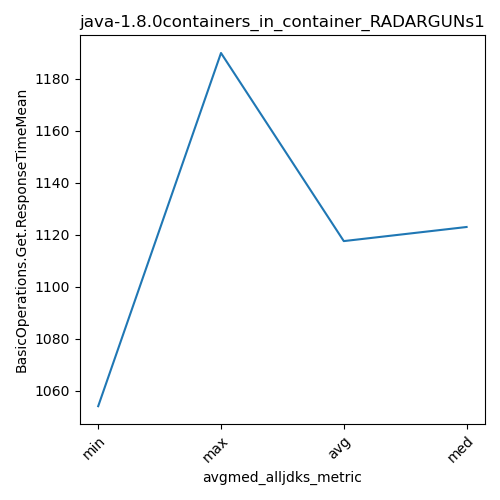 java-1.8.0containers_in_container_RADARGUNs1
BasicOperations.Get.ResponseTimeMean
1180
1160
1140
1120
1100
1080
1060
min
max
avg
med
avgmed_alljdks_metric